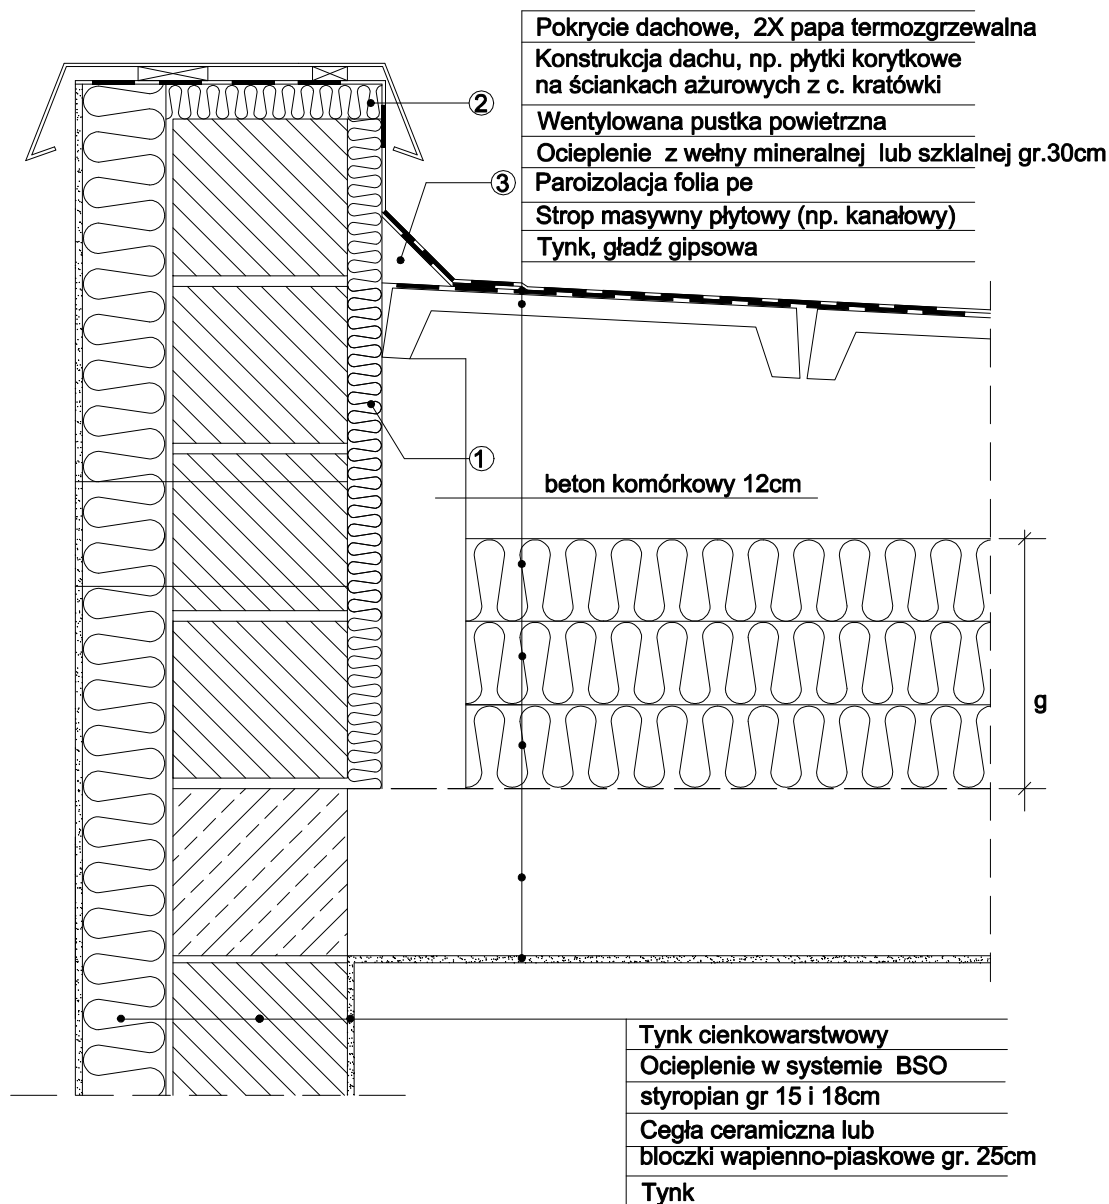 Pokrycie dachowe, 2X papa termozgrzewalna
Konstrukcja dachu, np. płytki korytkowe
na ściankach ażurowych z c. kratówki
Wentylowana pustka powietrzna
Ocieplenie z wełny mineralnej lub szklalnej gr.30cm
Paroizolacja folia pe
Strop masywny płytowy (np. kanałowy)
Tynk, gładź gipsowa
2
3
1
beton komórkowy 12cm
g
Tynk cienkowarstwowy
Ocieplenie w systemie BSO
styropian gr 15 i 18cm
Cegła ceramiczna lub
bloczki wapienno-piaskowe gr. 25cm
Tynk